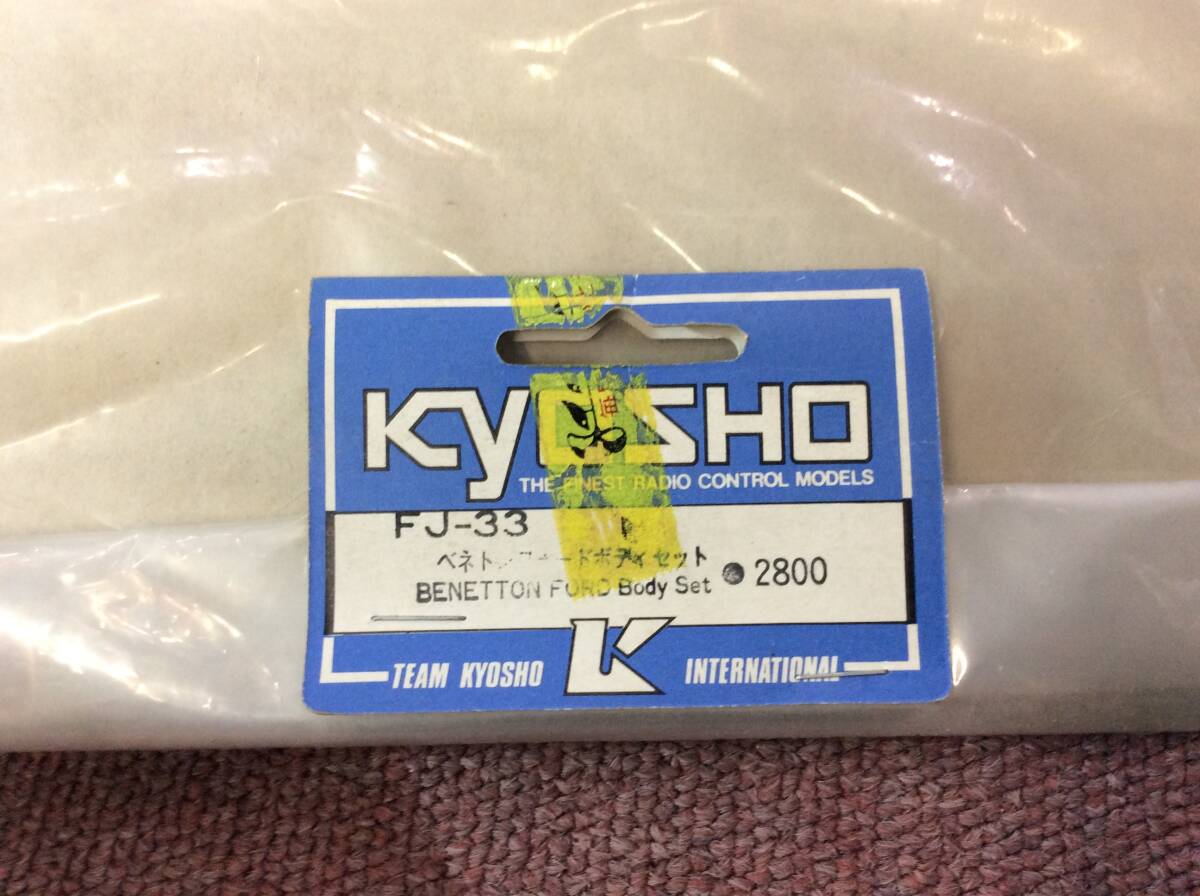 KYOSHO
毎
THE FINEST RADIO CONTROL MODELS
FJ-33
ベネトンフォードボディセット
BENETTON FORD Body Set ●2800
TEAM KYOSHO K INTERNATIONAL